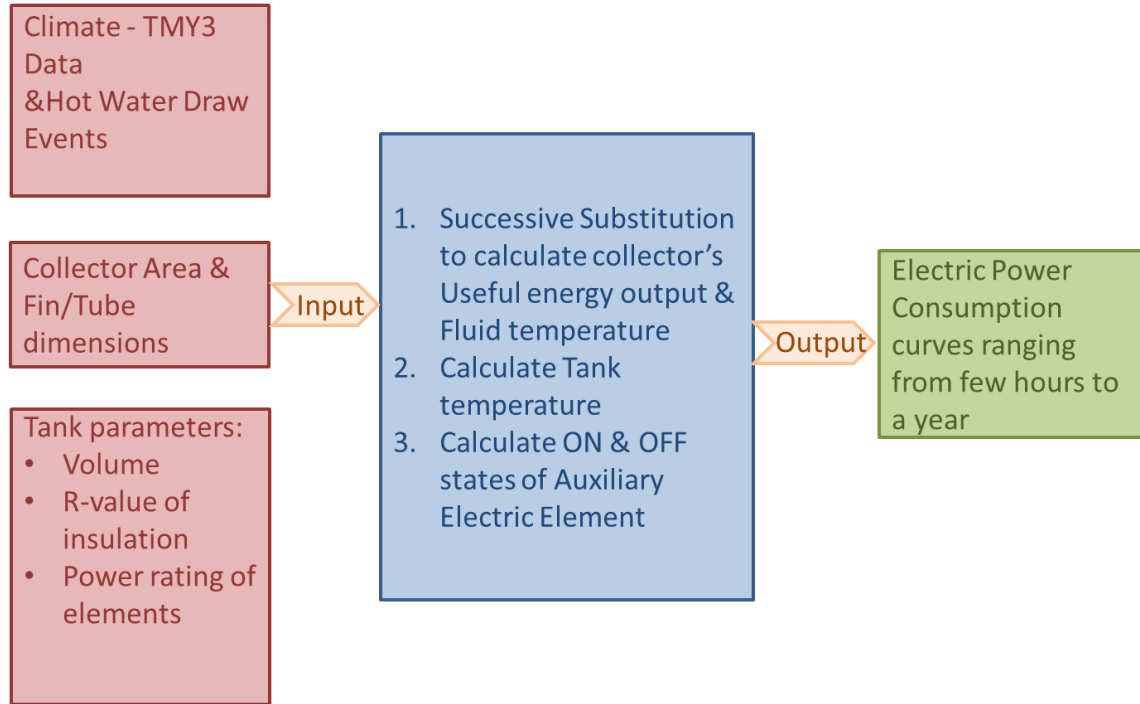 Climate - TMY3
Data
&Hot Water Draw
Events
Collector Area &
Fin/Tube
dimensions
Tank parameters:
• Volume
• R-value of
insulation
• Power rating of
elements
Input
1. Successive Substitution
to calculate collector’s
Useful energy output &
Fluid temperature
2. Calculate Tank
temperature
3. Calculate ON & OFF
states of Auxiliary
Electric Element
Output
Electric Power
Consumption
curves ranging
from few hours to
a year